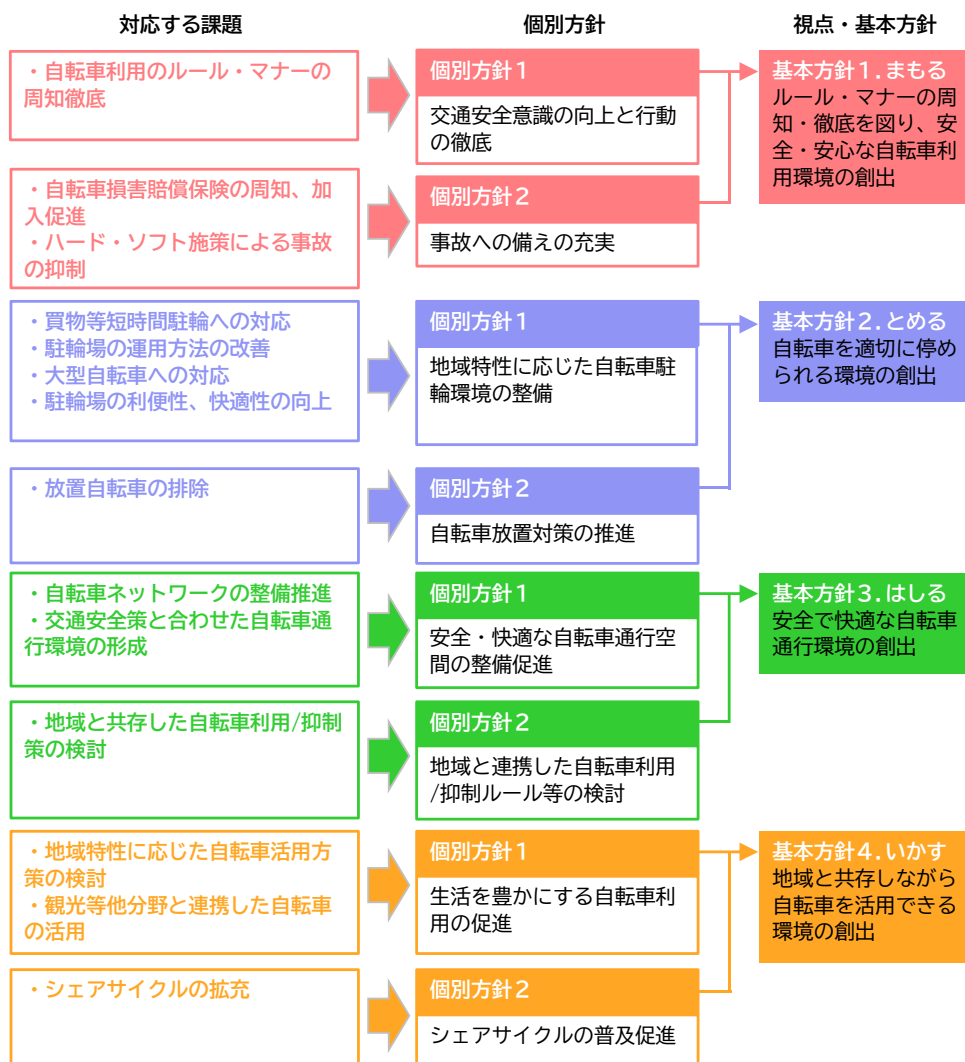 対応する課題
個別方針
視点・基本方針
・自転車利用のルール・マナーの
周知徹底
個別方針1
交通安全意識の向上と行動
の徹底
基本方針1.まもる
ルール・マナーの周
知・徹底を図り、安
全・安心な自転車利
用環境の創出
・自転車損害賠償保険の周知、加
入促進
・ハード・ソフト施策による事故
の抑制
個別方針2
事故への備えの充実
・買物等短時間駐輪への対応
・駐輪場の運用方法の改善
・大型自転車への対応
・駐輪場の利便性、快適性の向上
個別方針1
地域特性に応じた自転車駐
輪環境の整備
基本方針2.とめる
自転車を適切に停め
られる環境の創出
・放置自転車の排除
個別方針2
自転車放置対策の推進
・自転車ネットワークの整備推進
・交通安全策と合わせた自転車通
行環境の形成
個別方針1
安全・快適な自転車通行空
間の整備促進
基本方針3.はしる
安全で快適な自転車
通行環境の創出
・地域と共存した自転車利用/抑制
策の検討
個別方針2
地域と連携した自転車利用
/抑制ルール等の検討
・地域特性に応じた自転車活用方
策の検討
・観光等他分野と連携した自転車
の活用
個別方針1
生活を豊かにする自転車利
用の促進
基本方針4.いかす
地域と共存しながら
自転車を活用できる
環境の創出
・シェアサイクルの拡充
個別方針2
シェアサイクルの普及促進